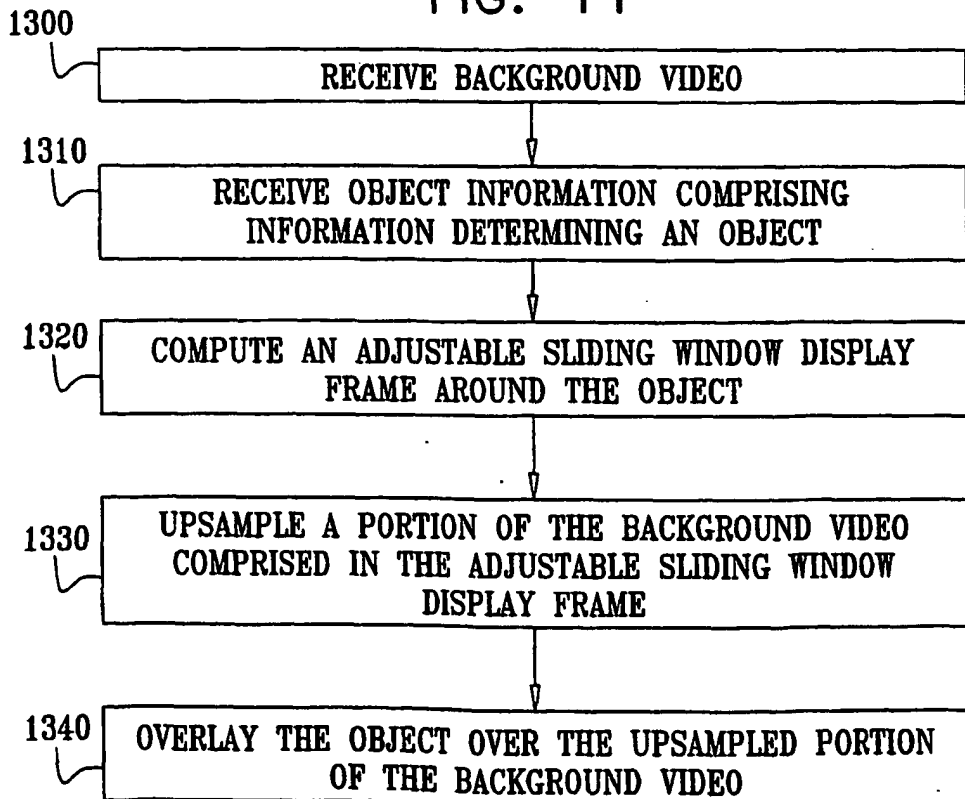 FIG. 11
1300
RECEIVE BACKGROUND VIDEO
1310
RECEIVE OBJECT INFORMATION COMPRISING
INFORMATION DETERMINING AN OBJECT
1320
COMPUTE AN ADJUSTABLE SLIDING WINDOW DISPLAY
FRAME AROUND THE OBJECT
1330
UPSAMPLE A PORTION OF THE BACKGROUND VIDEO
COMPRISED IN THE ADJUSTABLE SLIDING WINDOW
DISPLAY FRAME
1340
OVERLAY THE OBJECT OVER THE UPSAMPLED PORTION
OF THE BACKGROUND VIDEO